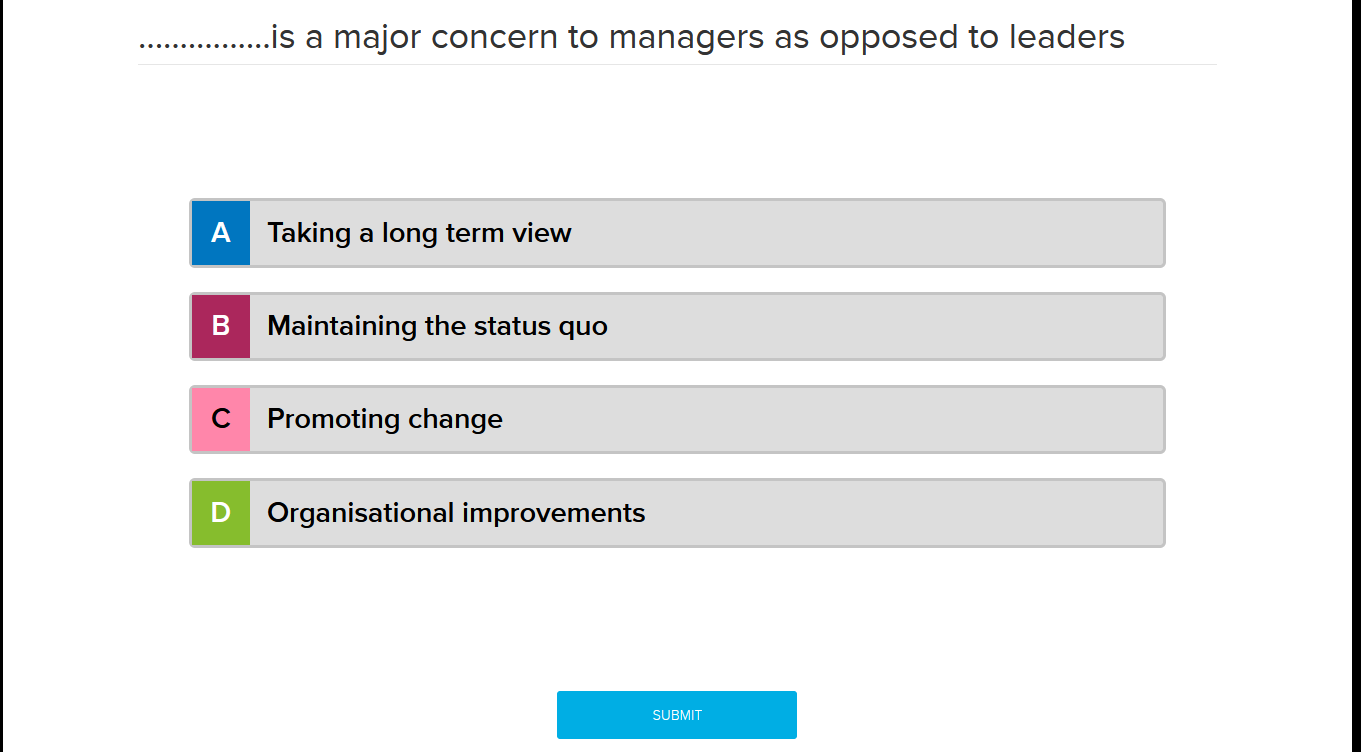 ................is a major concern to managers as opposed to leaders
A Taking a long term view
B Maintaining the status quo
C Promoting change
D Organisational improvements
SUBMIT